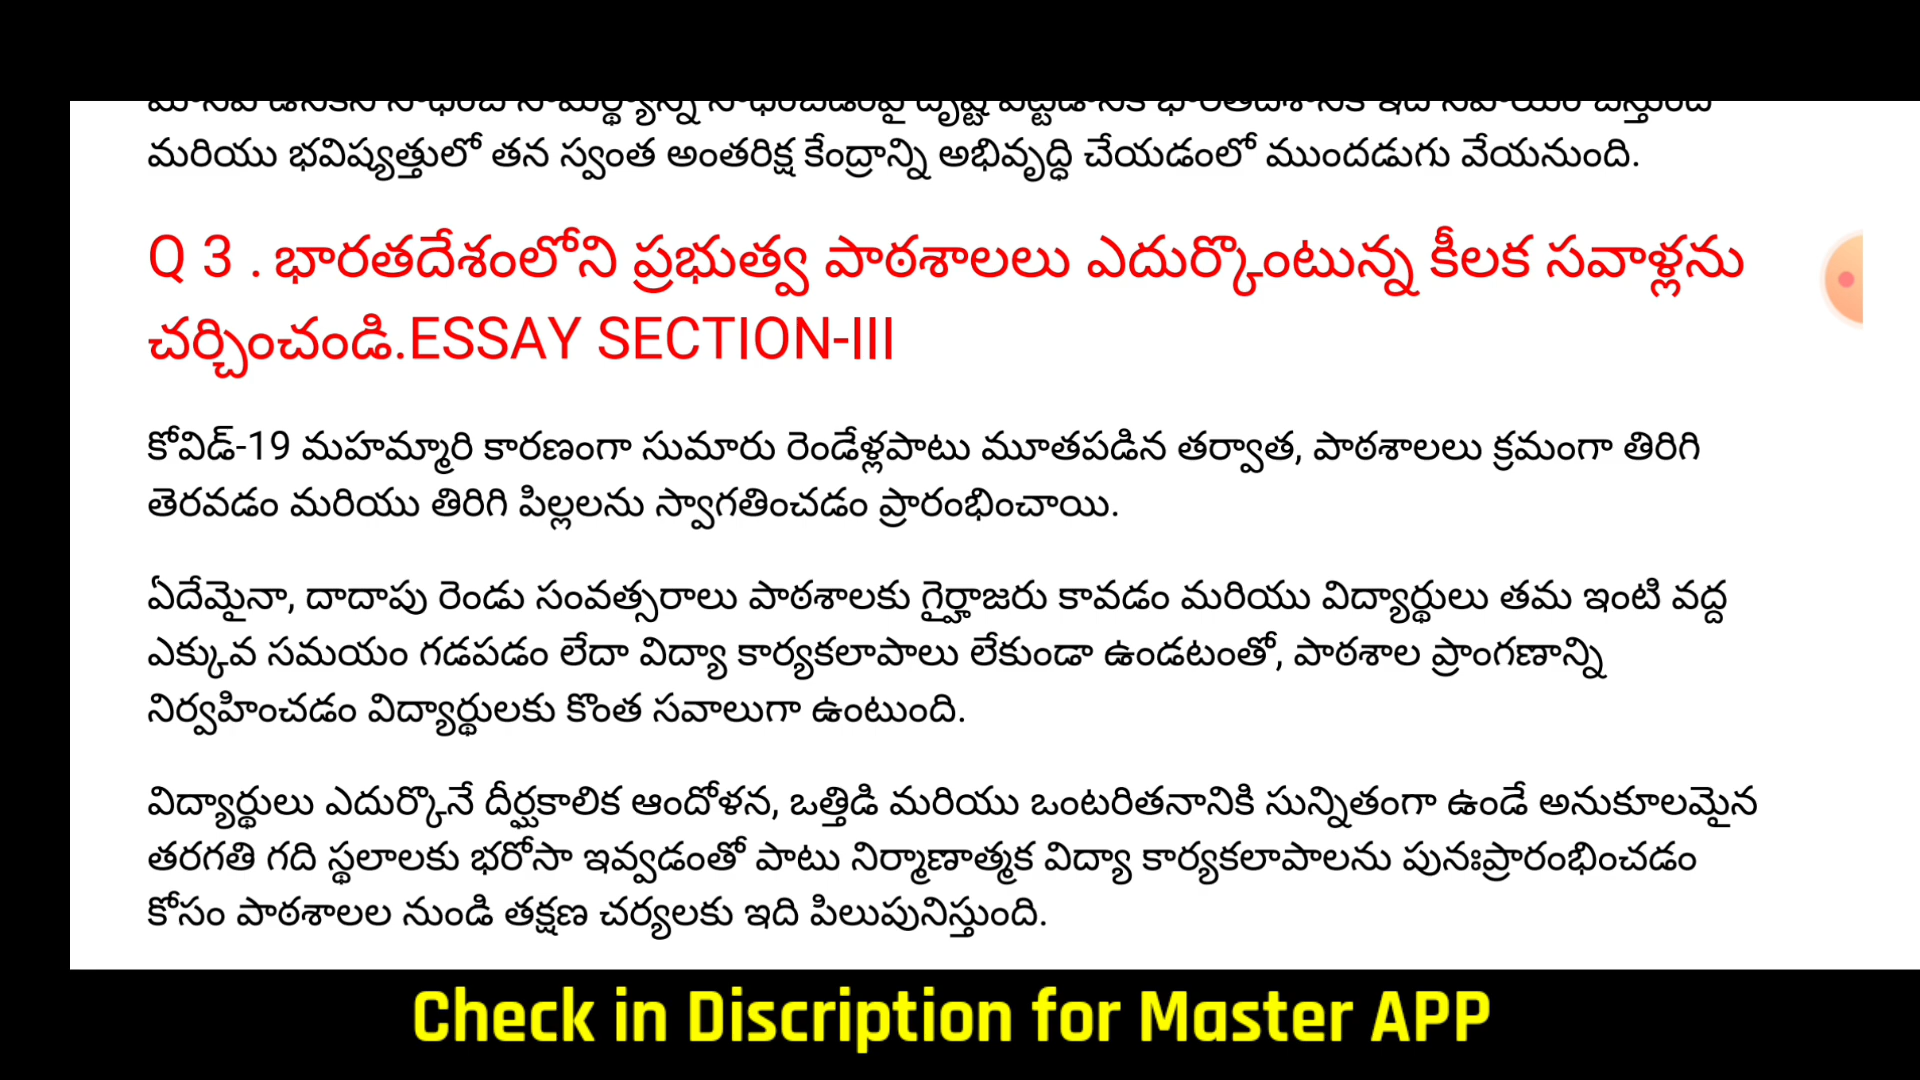 మరియు భవిష్యత్తులో తన స్వంత అంతరిక్ష కేంద్రాన్ని అభివృద్ధి చేయడంలో ముందడుగు వేయనుంది.
Q 3 . భారతదేశంలోని ప్రభుత్వ పాఠశాలలు ఎదుర్కొంటున్న కీలక సవాళ్లను
చర్చించండి.ESSAY SECTION-III
కోవిడ్-19 మహమ్మారి కారణంగా సుమారు రెండేళ్లపాటు మూతపడిన తర్వాత, పాఠశాలలు క్రమంగా తిరిగి
తెరవడం మరియు తిరిగి పిల్లలను స్వాగతించడం ప్రారంభించాయి.
ఏదేమైనా, దాదాపు రెండు సంవత్సరాలు పాఠశాలకు గైర్హాజరు కావడం మరియు విద్యార్థులు తమ ఇంటి వద్ద
ఎక్కువ సమయం గడపడం లేదా విద్యా కార్యకలాపాలు లేకుండా ఉండటంతో, పాఠశాల ప్రాంగణాన్ని
నిర్వహించడం విద్యార్థులకు కొంత సవాలుగా ఉంటుంది.
విద్యార్థులు ఎదుర్కొనే దీర్ఘకాలిక ఆందోళన, ఒత్తిడి మరియు ఒంటరితనానికి సున్నితంగా ఉండే అనుకూలమైన
తరగతి గది స్థలాలకు భరోసా ఇవ్వడంతో పాటు నిర్మాణాత్మక విద్యా కార్యకలాపాలను పునఃప్రారంభించడం
కోసం పాఠశాలల నుండి తక్షణ చర్యలకు ఇది పిలుపునిస్తుంది.
Check in Discription for Master APP